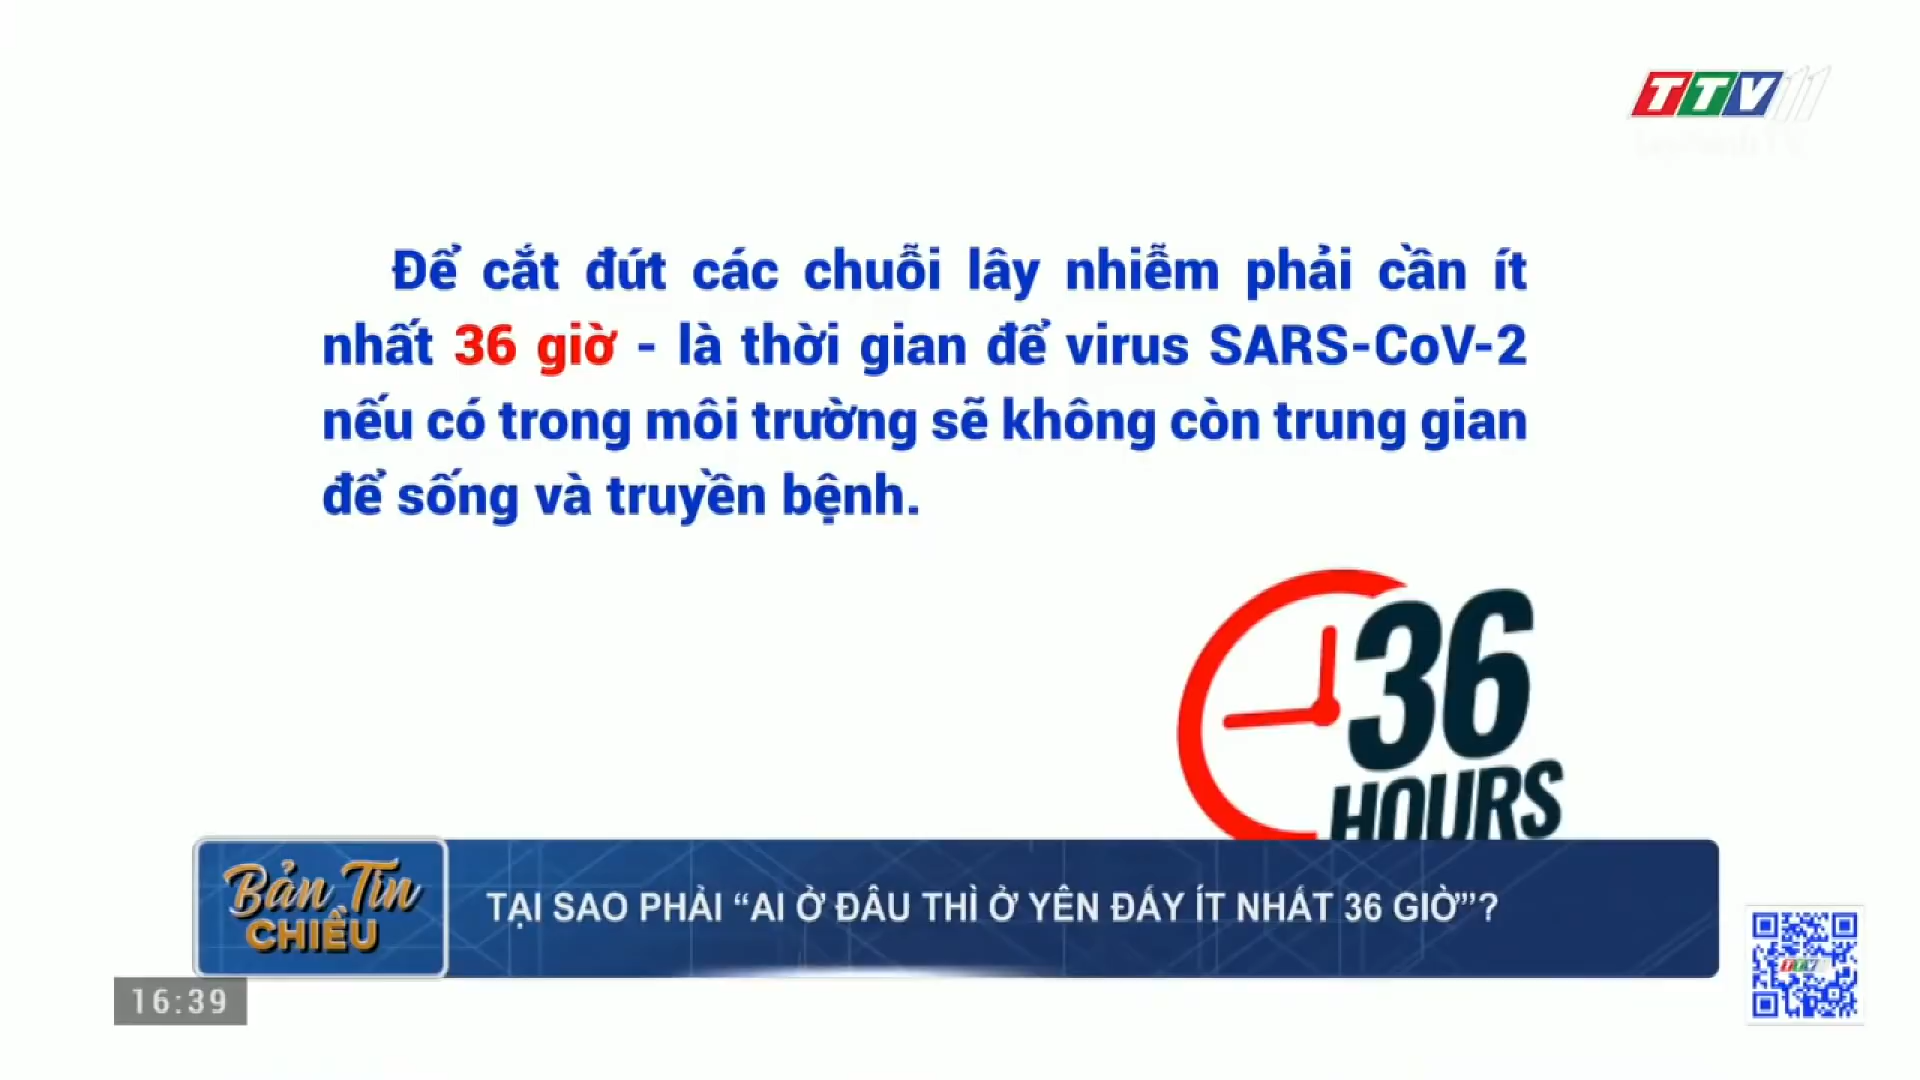 TTV11
Để cắt đứt các chuỗi lây nhiễm phải cần ít
nhất 36 giờ - là thời gian để virus SARS-CoV-2
nếu có trong môi trường sẽ không còn trung gian
để sống và truyền bệnh.
36
HOURS
Bản Tin
CHIỀU
TẠI SAO PHẢI “AI Ở ĐÂU THÌ Ở YÊN ĐẤY ÍT NHẤT 36 GIỜ”?
16:39